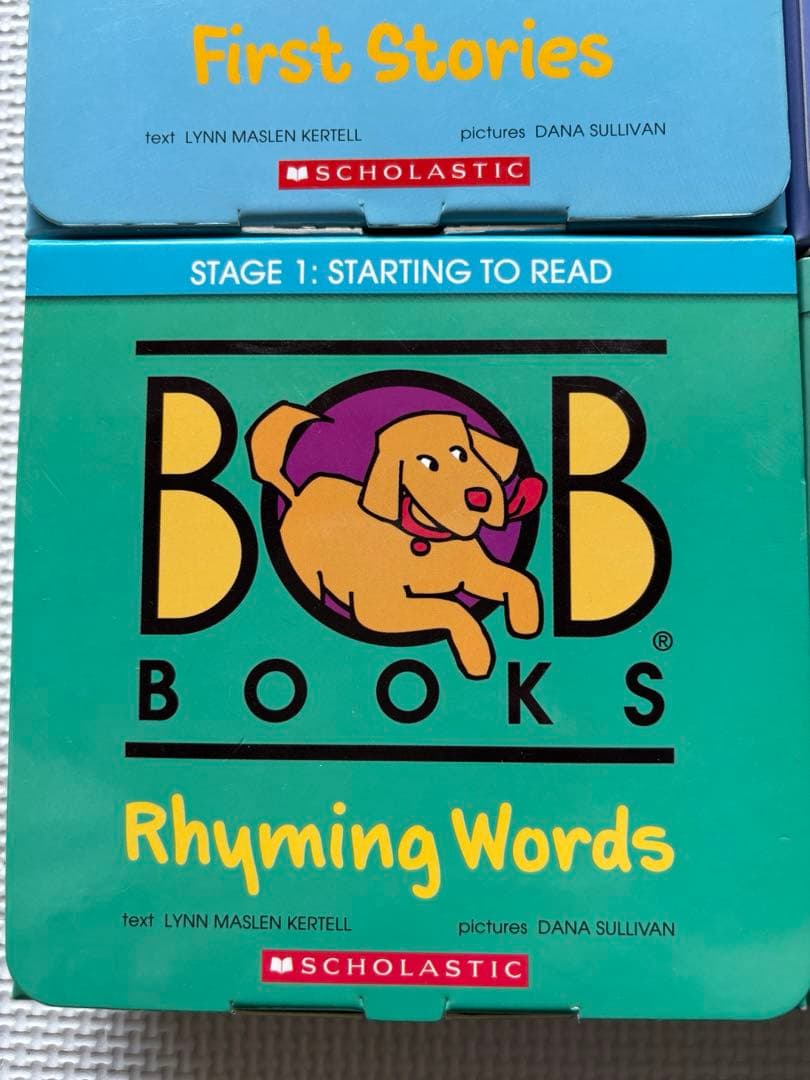 First Stories
text LYNN MASLEN KERTELL pictures DANA SULLIVAN
SCHOLASTIC
STAGE 1: STARTING TO READ
BOB
BOOKS®
Rhyming Words
text LYNN MASLEN KERTELL pictures DANA SULLIVAN
SCHOLASTIC